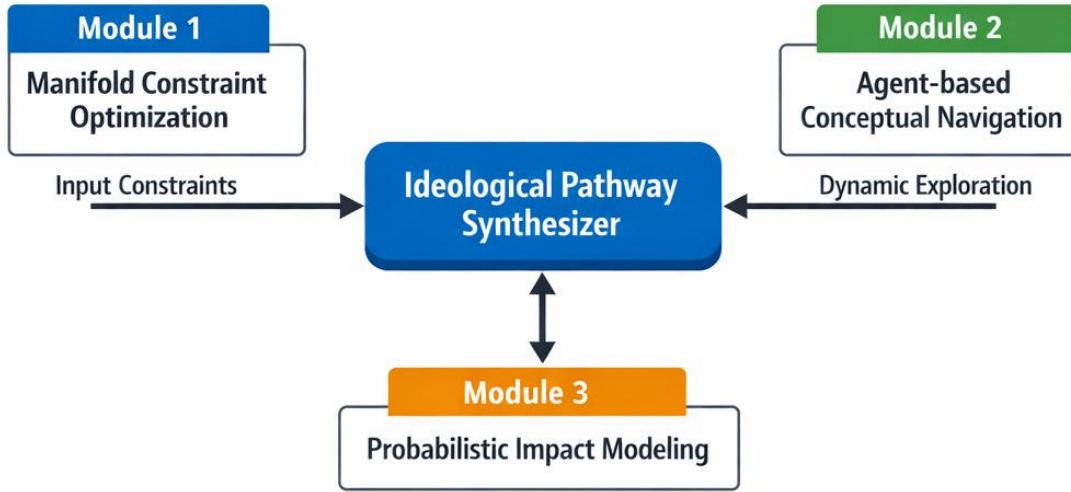 Module 1
Manifold Constraint
Optimization
Module 2
Agent-based
Conceptual Navigation
Input Constraints
Ideological Pathway
Synthesizer
Dynamic Exploration
Module 3
Probabilistic Impact Modeling